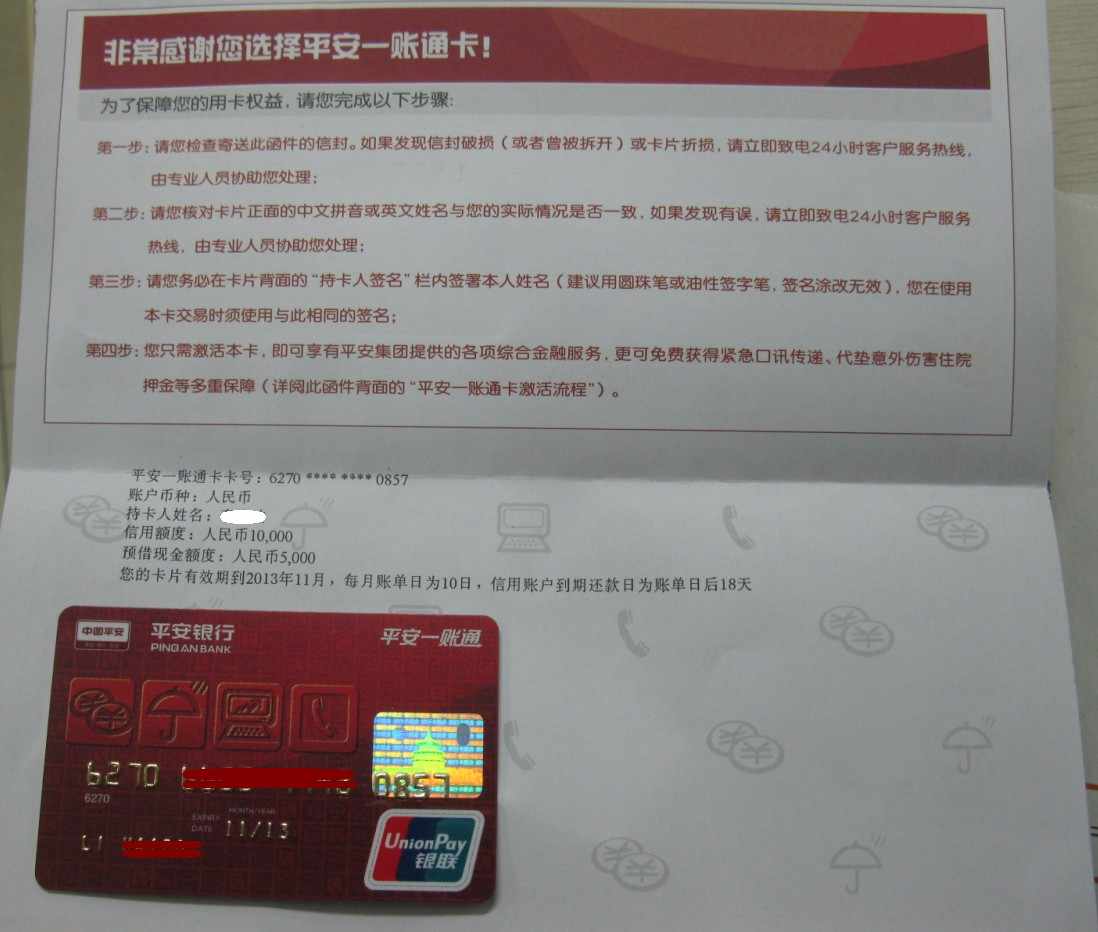 非常感谢您选择平安一账通卡！
为了保障您的用卡权益，请您完成以下步骤：
第一步：请您检查寄送此函件的信封。如果发现信封破损（或者曾被拆开）或卡片折损，请立即致电24小时客户服务热线，
由专业人员协助您处理；
第二步：请您核对卡片正面的中文拼音或英文姓名与您的实际情况是否一致，如果发现有误，请立即致电24小时客户服务
热线，由专业人员协助您处理；
第三步：请您务必在卡片背面的“持卡人签名”栏内签署本人姓名（建议用圆珠笔或油性签字笔，签名涂改无效），您在使用
本卡交易时须使用与此相同的签名；
第四步：您只需激活本卡，即可享有平安集团提供的各项综合金融服务，更可免费获得紧急口讯传递、代垫意外伤害住院
押金等多重保障（详阅此函件背面的“平安一账通卡激活流程”）。
平安一账通卡卡号：6270 **** **** 0857
账户币种：人民币
持卡人姓名：
信用额度：人民币10,000
预借现金额度：人民币5,000
您的卡片有效期到2013年11月，每月账单日为10日，信用账户到期还款日为账单日后18天
中国平安
平安银行
PINGAN BANK
平安一账通
6270 0857
6270
MONTH/YEAR
EXPIRY
DATE 11/13
LI
UnionPay
银联